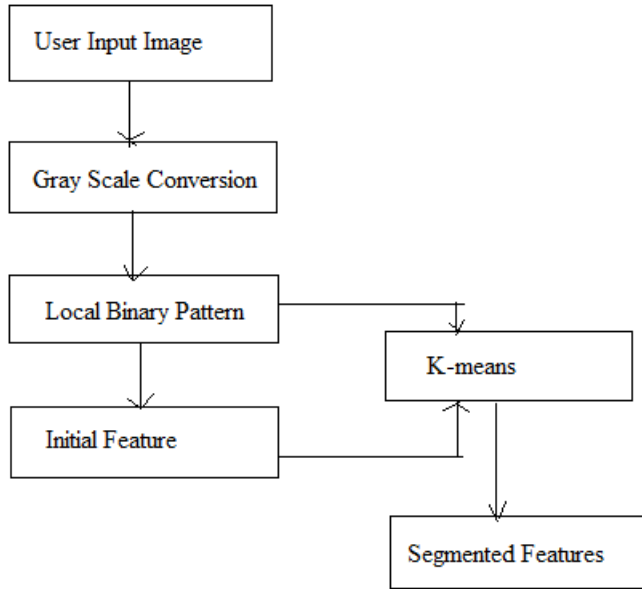 User Input Image
Gray Scale Conversion
Local Binary Pattern
K-means
Initial Feature
Segmented Features